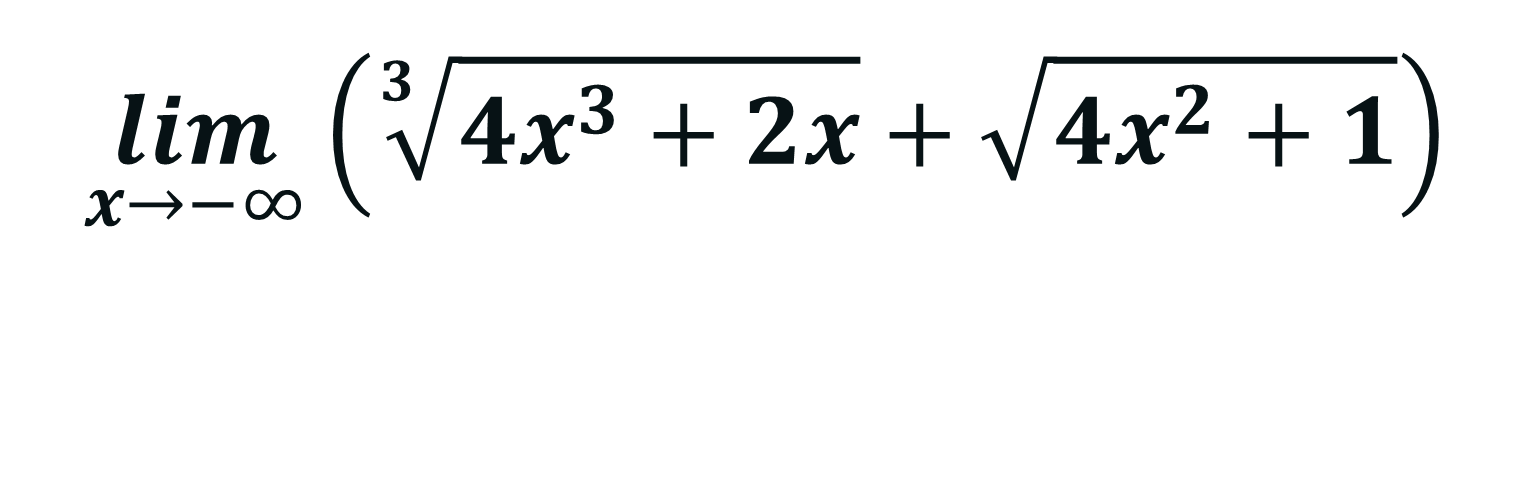 lim x→−∞ (∛(4x³ + 2x) + √(4x² + 1))